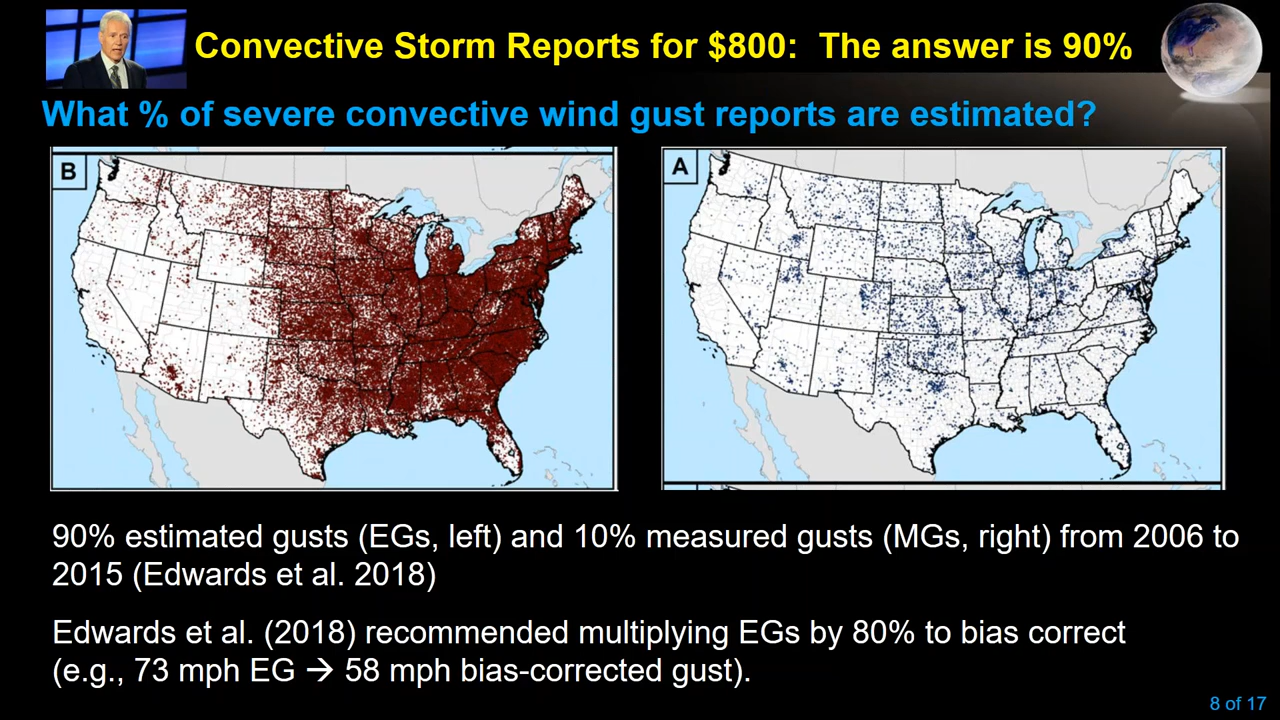 Convective Storm Reports for $800:  The answer is 90%
What % of severe convective wind gust reports are estimated?
B
A
90% estimated gusts (EGs, left) and 10% measured gusts (MGs, right) from 2006 to
2015 (Edwards et al. 2018)
Edwards et al. (2018) recommended multiplying EGs by 80% to bias correct
(e.g., 73 mph EG → 58 mph bias-corrected gust).
8 of 17